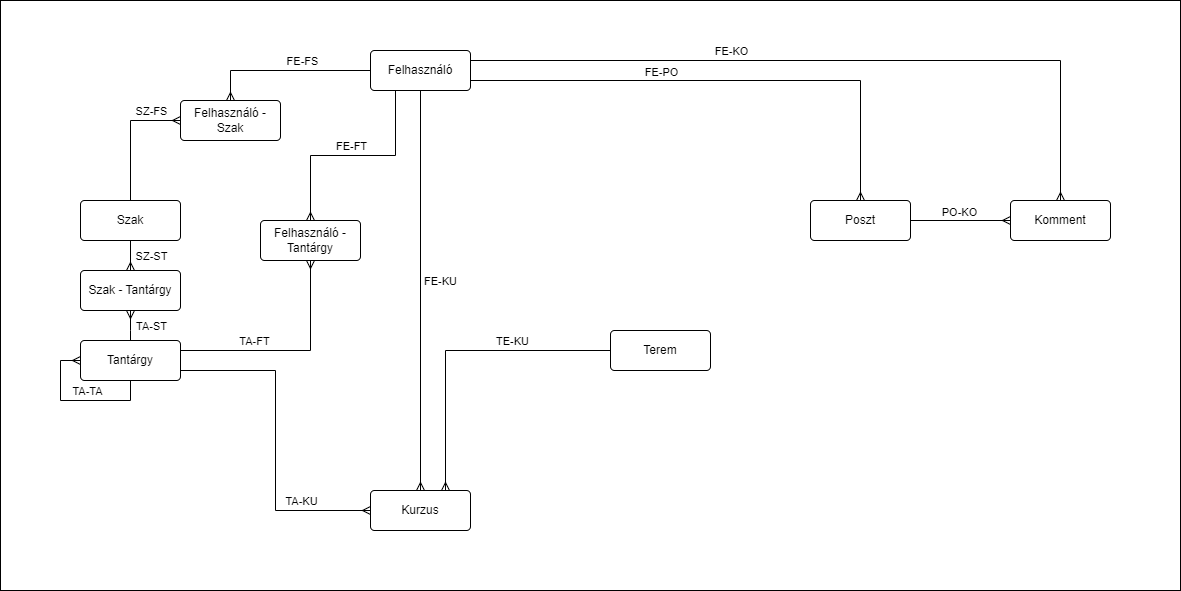 FE-KO
FE-FS
Felhasználó
FE-PO
SZ-FS
Felhasználó -
Szak
FE-FT
Szak
Poszt
PO-KO
Komment
Felhasználó -
Tantárgy
SZ-ST
Szak - Tantárgy
FE-KU
TA-ST
TA-FT
TE-KU
Terem
Tantárgy
TA-TA
TA-KU
Kurzus